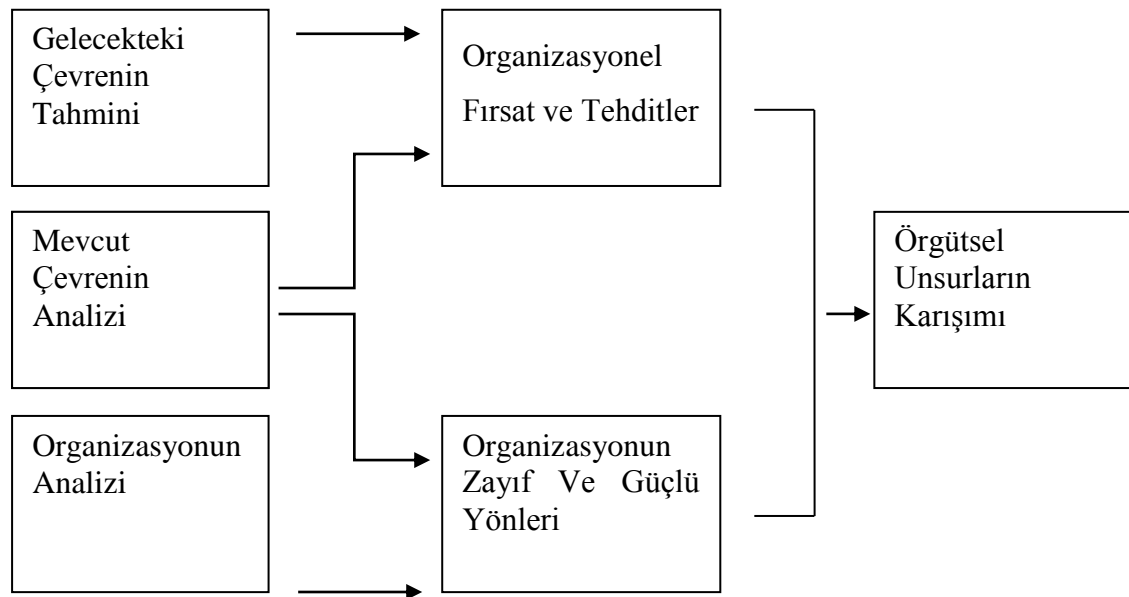 Gelecekteki
Çevrenin
Tahmini
Organizasyonel
Fırsat ve Tehditler
Mevcut
Çevrenin
Analizi
Örgütsel
Unsurların
Karışımı
Organizasyonun
Analizi
Organizasyonun
Zayıf Ve Güçlü
Yönleri